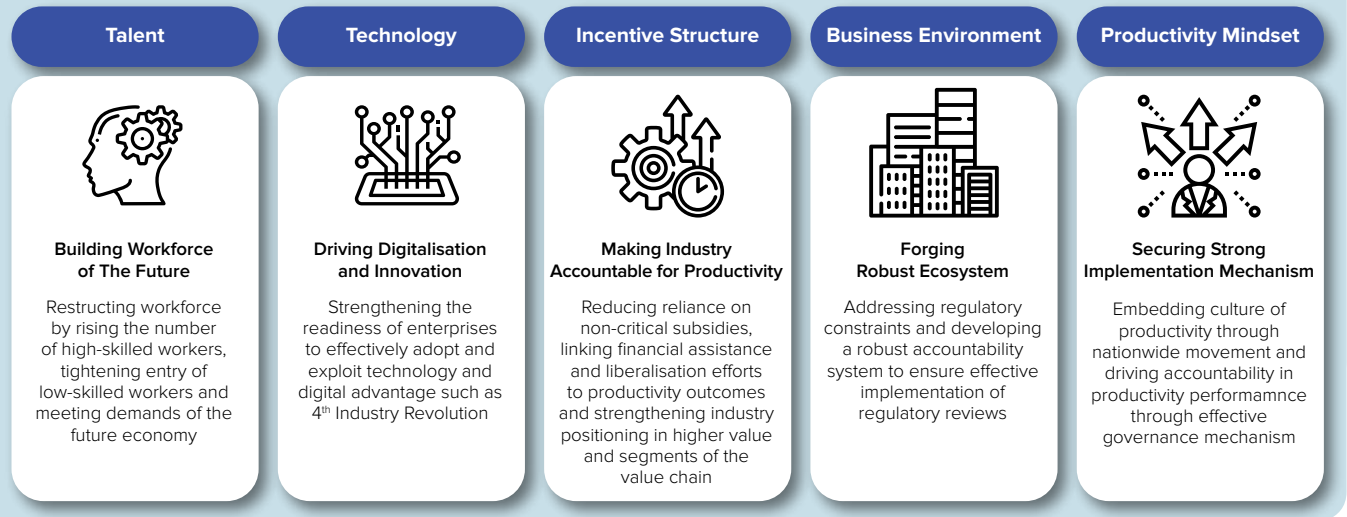 Talent
Building Workforce
of The Future
Restructing workforce
by rising the number
of high-skilled workers,
tightening entry of
low-skilled workers and
meeting demands of the
future economy
Technology
Driving Digitalisation
and Innovation
Strengthening the
readiness of enterprises
to effectively adopt and
exploit technology and
digital advantage such as
4th Industry Revolution
Incentive Structure
Making Industry
Accountable for Productivity
Reducing reliance on
non-critical subsidies,
linking financial assistance
and liberalisation efforts
to productivity outcomes
and strengthening industry
positioning in higher value
and segments of the
value chain
Business Environment
Forging
Robust Ecosystem
Addressing regulatory
constraints and developing
a robust accountability
system to ensure effective
implementation of
regulatory reviews
Productivity Mindset
Securing Strong
Implementation Mechanism
Embedding culture of
productivity through
nationwide movement and
driving accountability in
productivity performamnce
through effective
governance mechanism